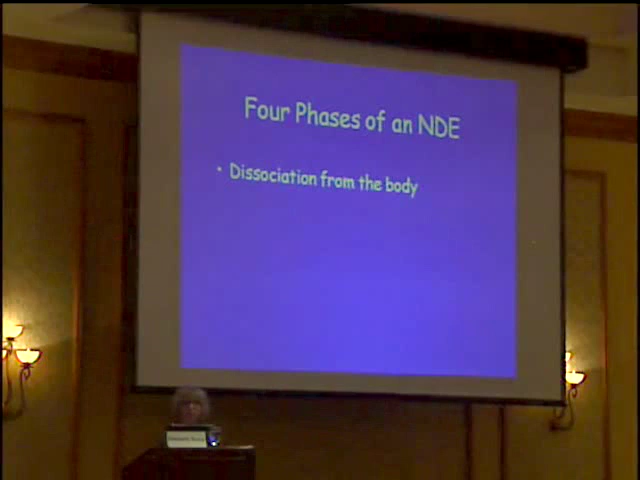 Four Phases of an NDE
• Dissociation from the body